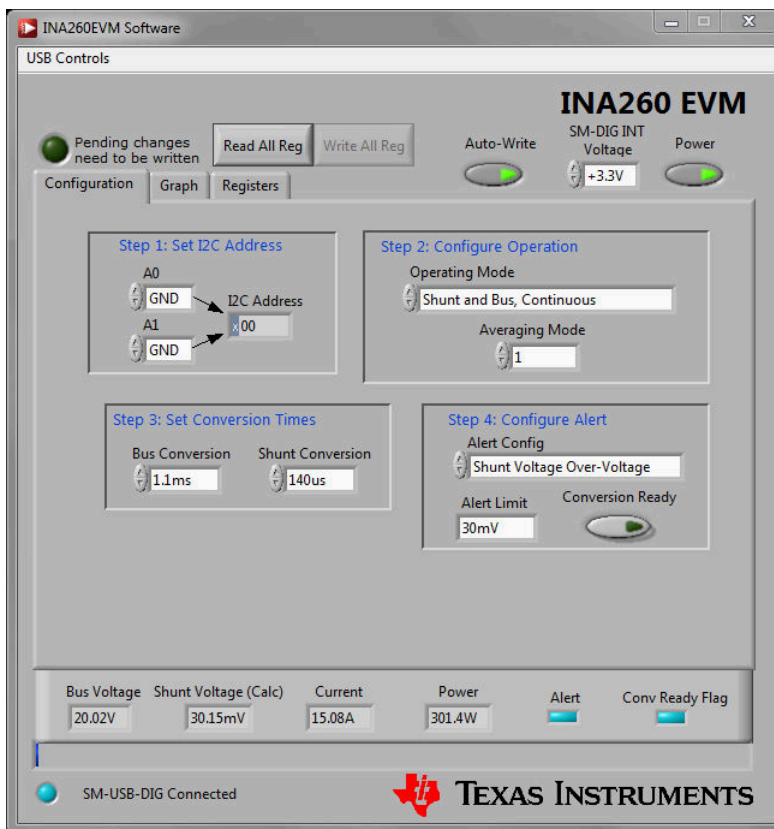 INA260EVM Software
USB Controls
INA260 EVM
Pending changes
need to be written
Read All Reg
Write All Reg
Auto-Write
SM-DIG INT
Voltage
+3.3V
Power
Configuration
Graph
Registers
Step 1: Set I2C Address
A0
GND
A1
GND
I2C Address
x00
Step 2: Configure Operation
Operating Mode
Shunt and Bus, Continuous
Averaging Mode
1
Step 3: Set Conversion Times
Bus Conversion
1.1ms
Shunt Conversion
140us
Step 4: Configure Alert
Alert Config
Shunt Voltage Over-Voltage
Alert Limit
30mV
Conversion Ready
Bus Voltage
20.02V
Shunt Voltage (Calc)
30.15mV
Current
15.08A
Power
301.4W
Alert
Conv Ready Flag
SM-USB-DIG Connected
TEXAS INSTRUMENTS